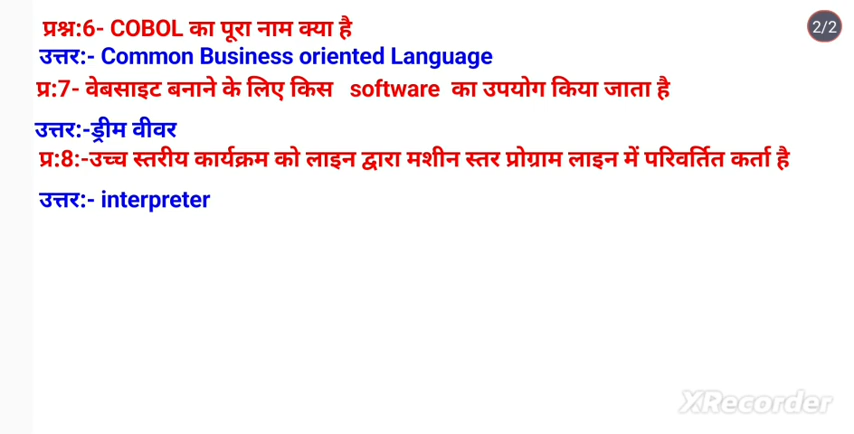 प्रश्न:6- COBOL का पूरा नाम क्या है
2/2
उत्तर:- Common Business oriented Language
प्र:7- वेबसाइट बनाने के लिए किस software का उपयोग किया जाता है
उत्तर:-ड्रीम वीवर
प्र:8:-उच्च स्तरीय कार्यक्रम को लाइन द्वारा मशीन स्तर प्रोग्राम लाइन में परिवर्तित कर्ता है
उत्तर:- interpreter
XRecorder